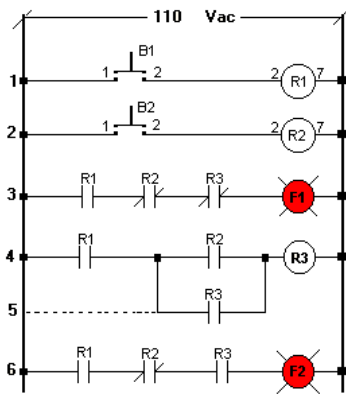 110 Vac
B1
1 1 2 2 R1 7
B2
2 1 2 2 R2 7
R1 R2 R3
3 F1
R1 R2
4 R3
R3
5
R1 R2 R3
6 F2